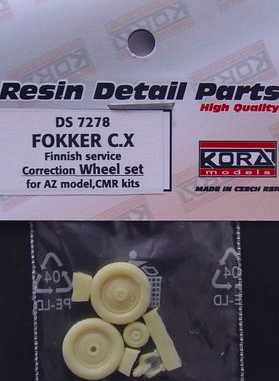 Resin Detail Parts
High Quality
DS 7278
FOKKER C.X
Finnish service
Correction Wheel set
for AZ model,CMR kits
KORA
models
MADE IN CZECH REP
04
PE-LD
04
PE-LD